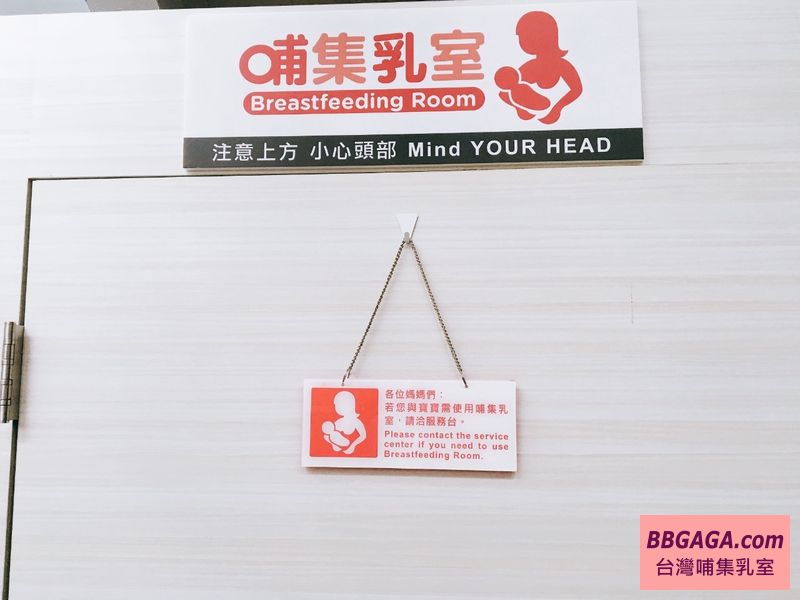 哺集乳室
Breastfeeding Room
注意上方 小心頭部 Mind YOUR HEAD
各位媽媽們：
若您與寶寶需使用哺集乳
室，請洽服務台。
Please contact the service
center if you need to use
Breastfeeding Room.
BBGAGA.com
台灣哺集乳室